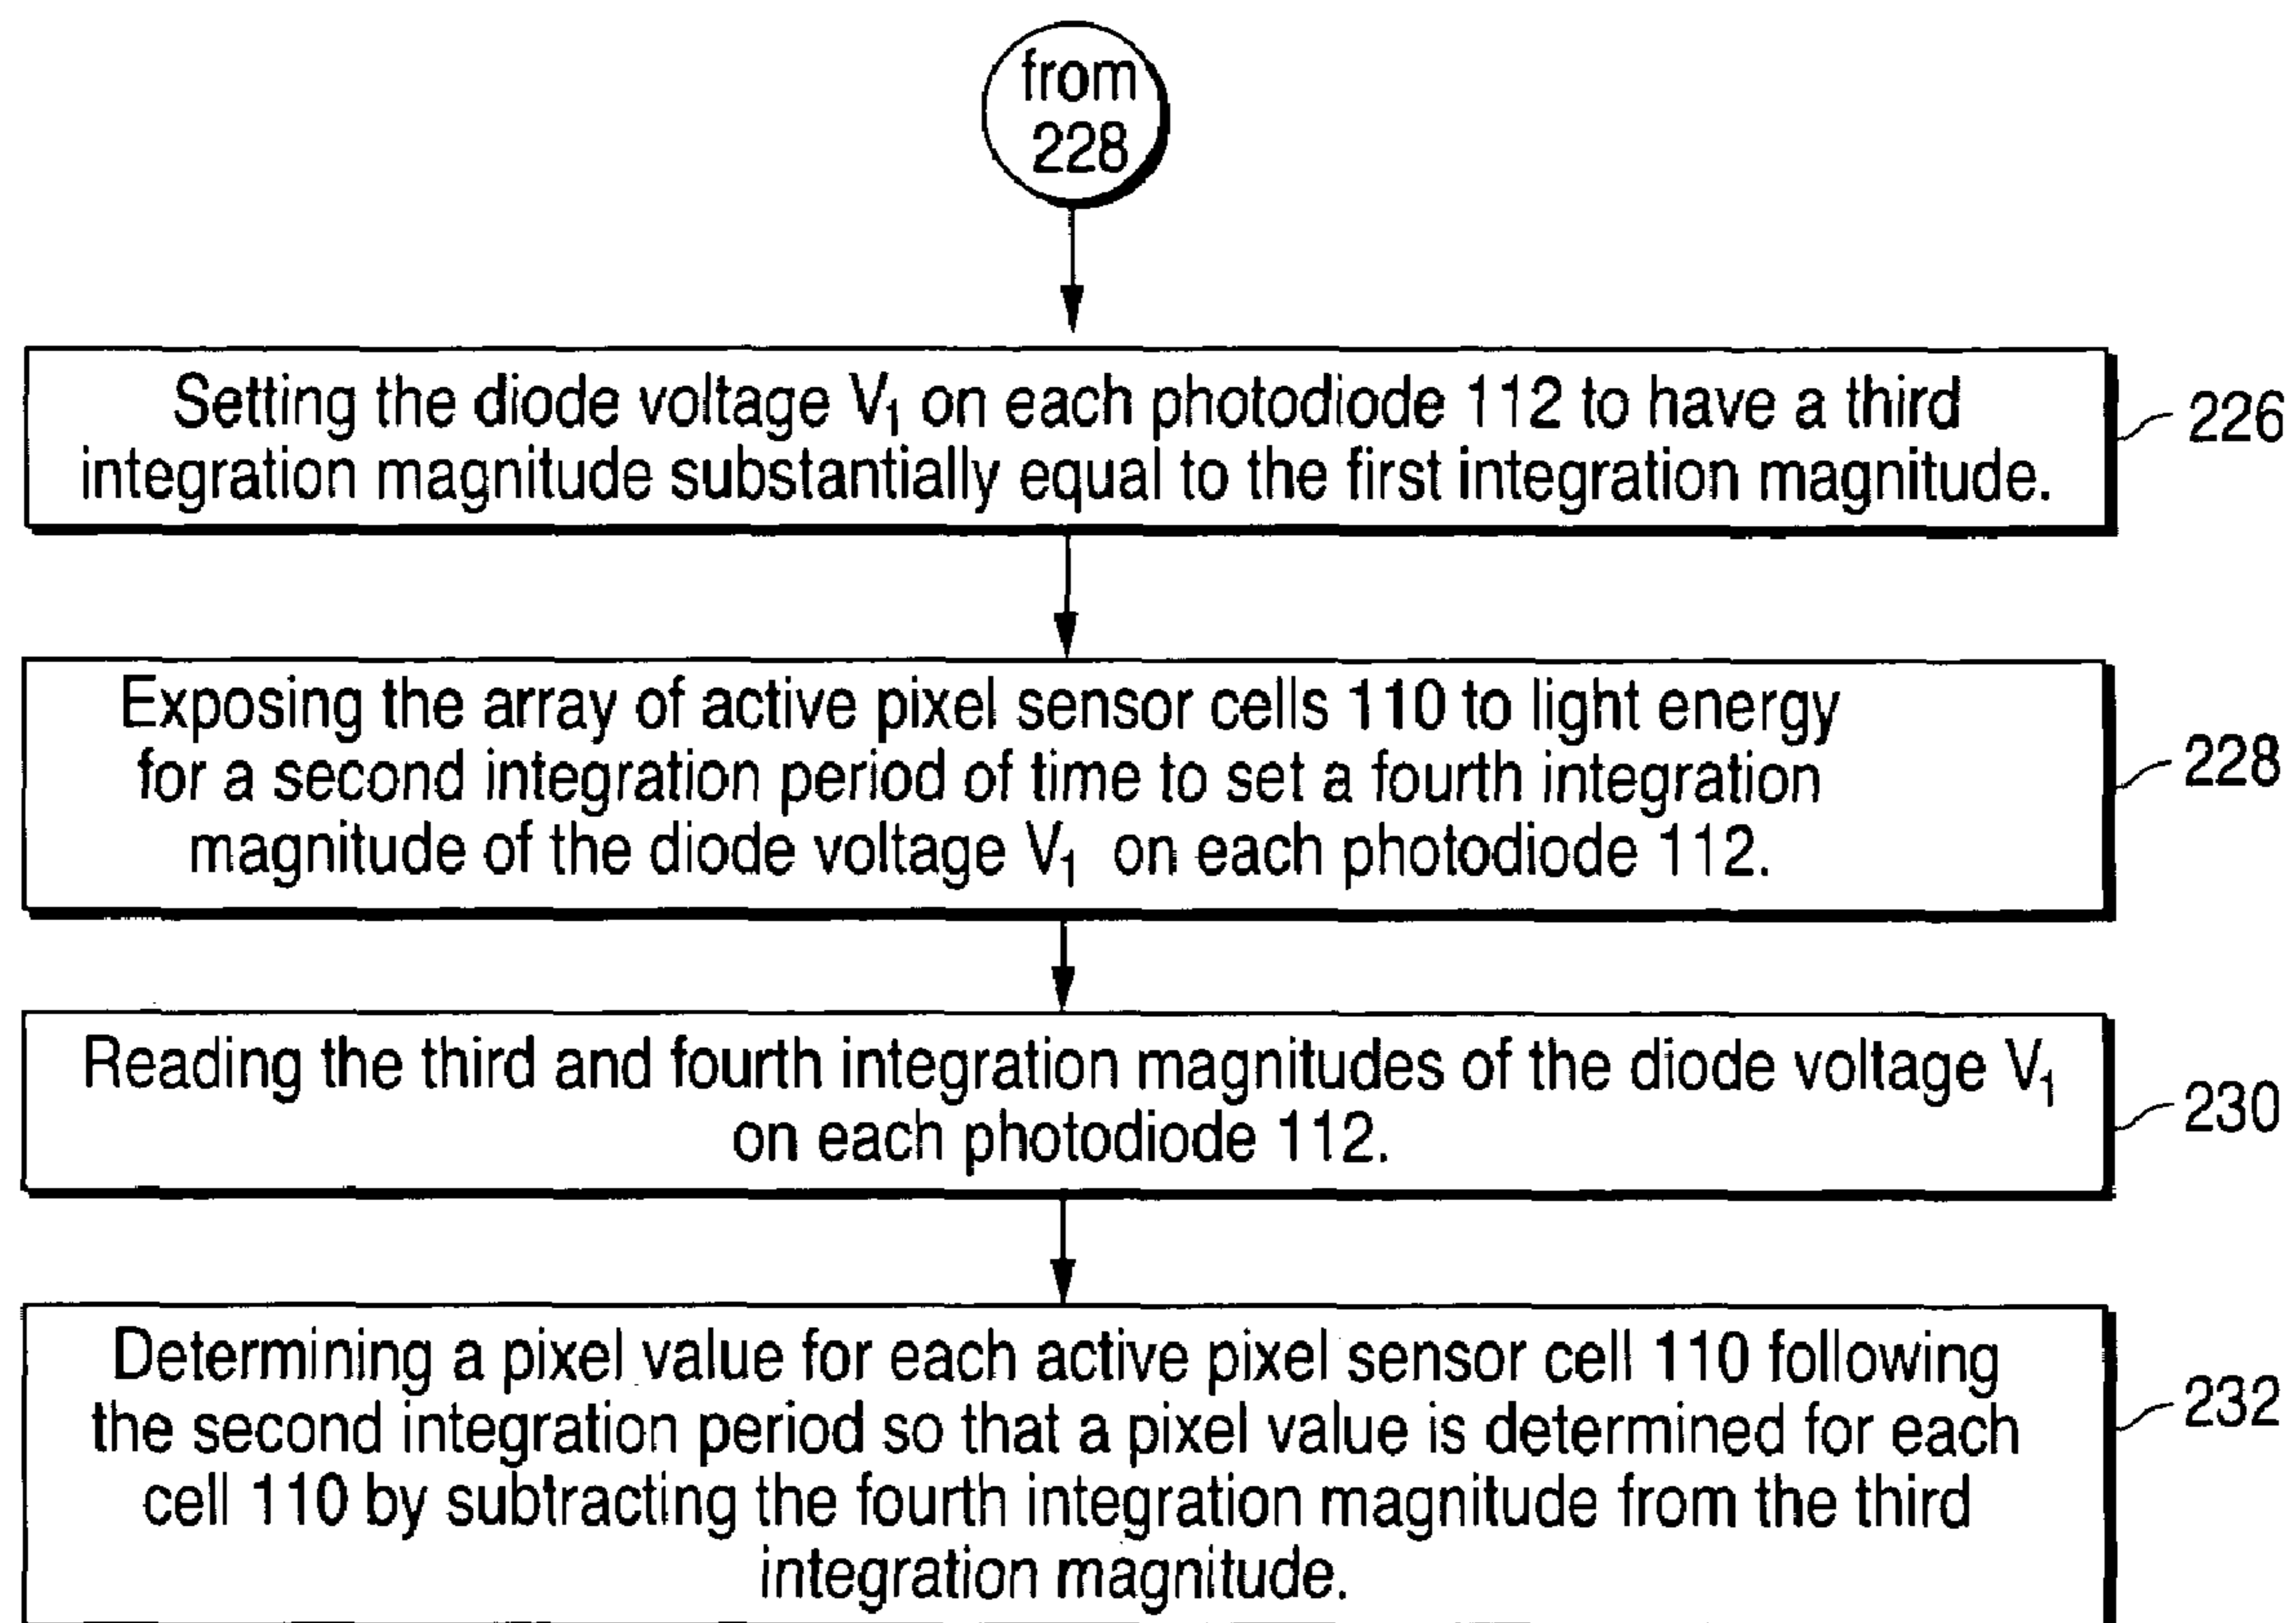 from
228
Setting the diode voltage V₁ on each photodiode 112 to have a third
integration magnitude substantially equal to the first integration magnitude.
226
Exposing the array of active pixel sensor cells 110 to light energy
for a second integration period of time to set a fourth integration
magnitude of the diode voltage V₁ on each photodiode 112.
228
Reading the third and fourth integration magnitudes of the diode voltage V₁
on each photodiode 112.
230
Determining a pixel value for each active pixel sensor cell 110 following
the second integration period so that a pixel value is determined for each
cell 110 by subtracting the fourth integration magnitude from the third
integration magnitude.
232